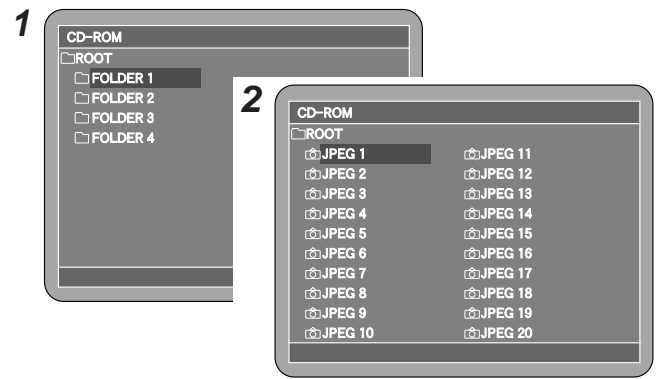 1
CD-ROM
ROOT
FOLDER 1
FOLDER 2
FOLDER 3
FOLDER 4
2
CD-ROM
ROOT
JPEG 1
JPEG 2
JPEG 3
JPEG 4
JPEG 5
JPEG 6
JPEG 7
JPEG 8
JPEG 9
JPEG 10
JPEG 11
JPEG 12
JPEG 13
JPEG 14
JPEG 15
JPEG 16
JPEG 17
JPEG 18
JPEG 19
JPEG 20